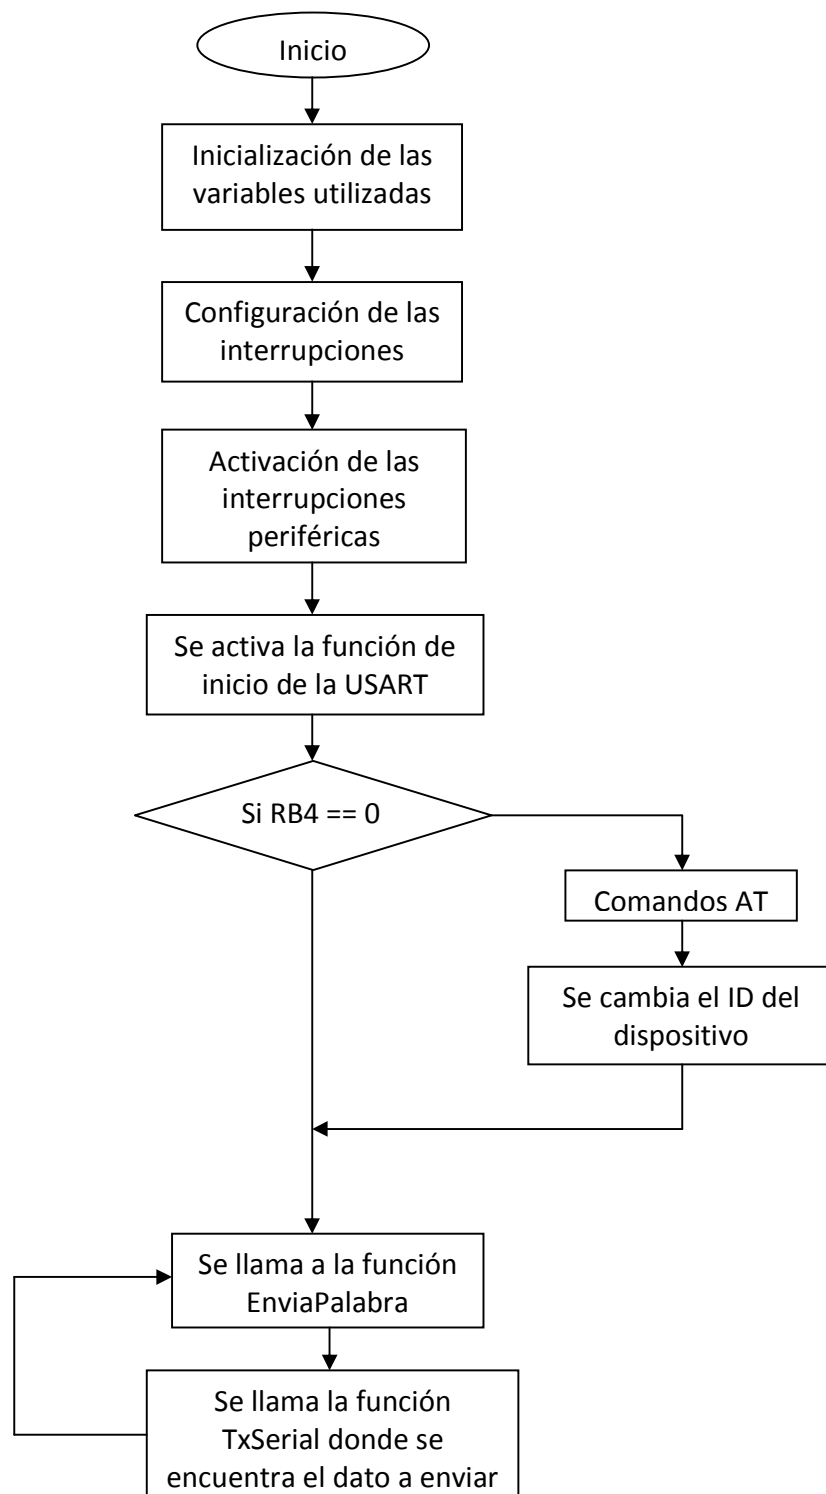 Inicio
Inicialización de las
variables utilizadas
Configuración de las
interrupciones
Activación de las
interrupciones
periféricas
Se activa la función de
inicio de la USART
Si RB4 == 0
Comandos AT
Se cambia el ID del
dispositivo
Se llama a la función
EnviaPalabra
Se llama la función
TxSerial donde se
encuentra el dato a enviar